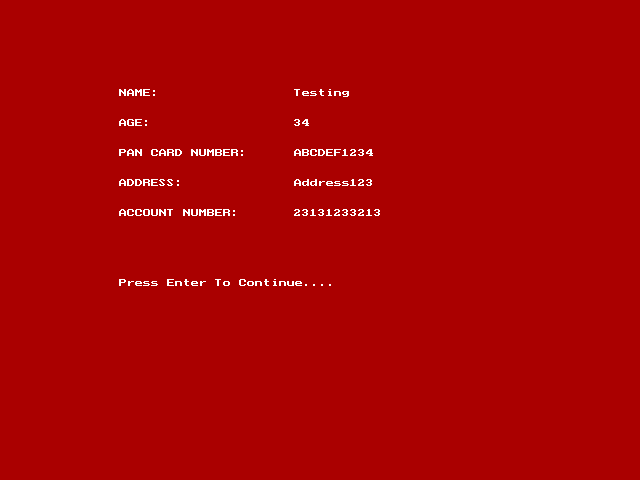 NAME: Testing
AGE: 34
PAN CARD NUMBER: ABCDEF1234
ADDRESS: Address123
ACCOUNT NUMBER: 23131233213
Press Enter To Continue....